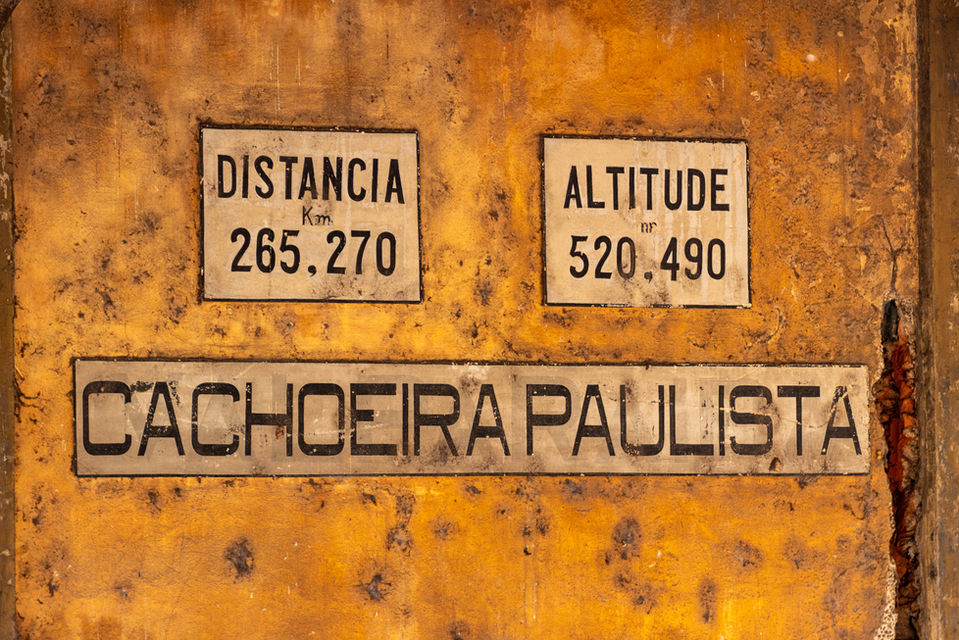 DISTANCIA
Km
265.270
ALTITUDE
520.490
CACHOEIRA PAULISTA